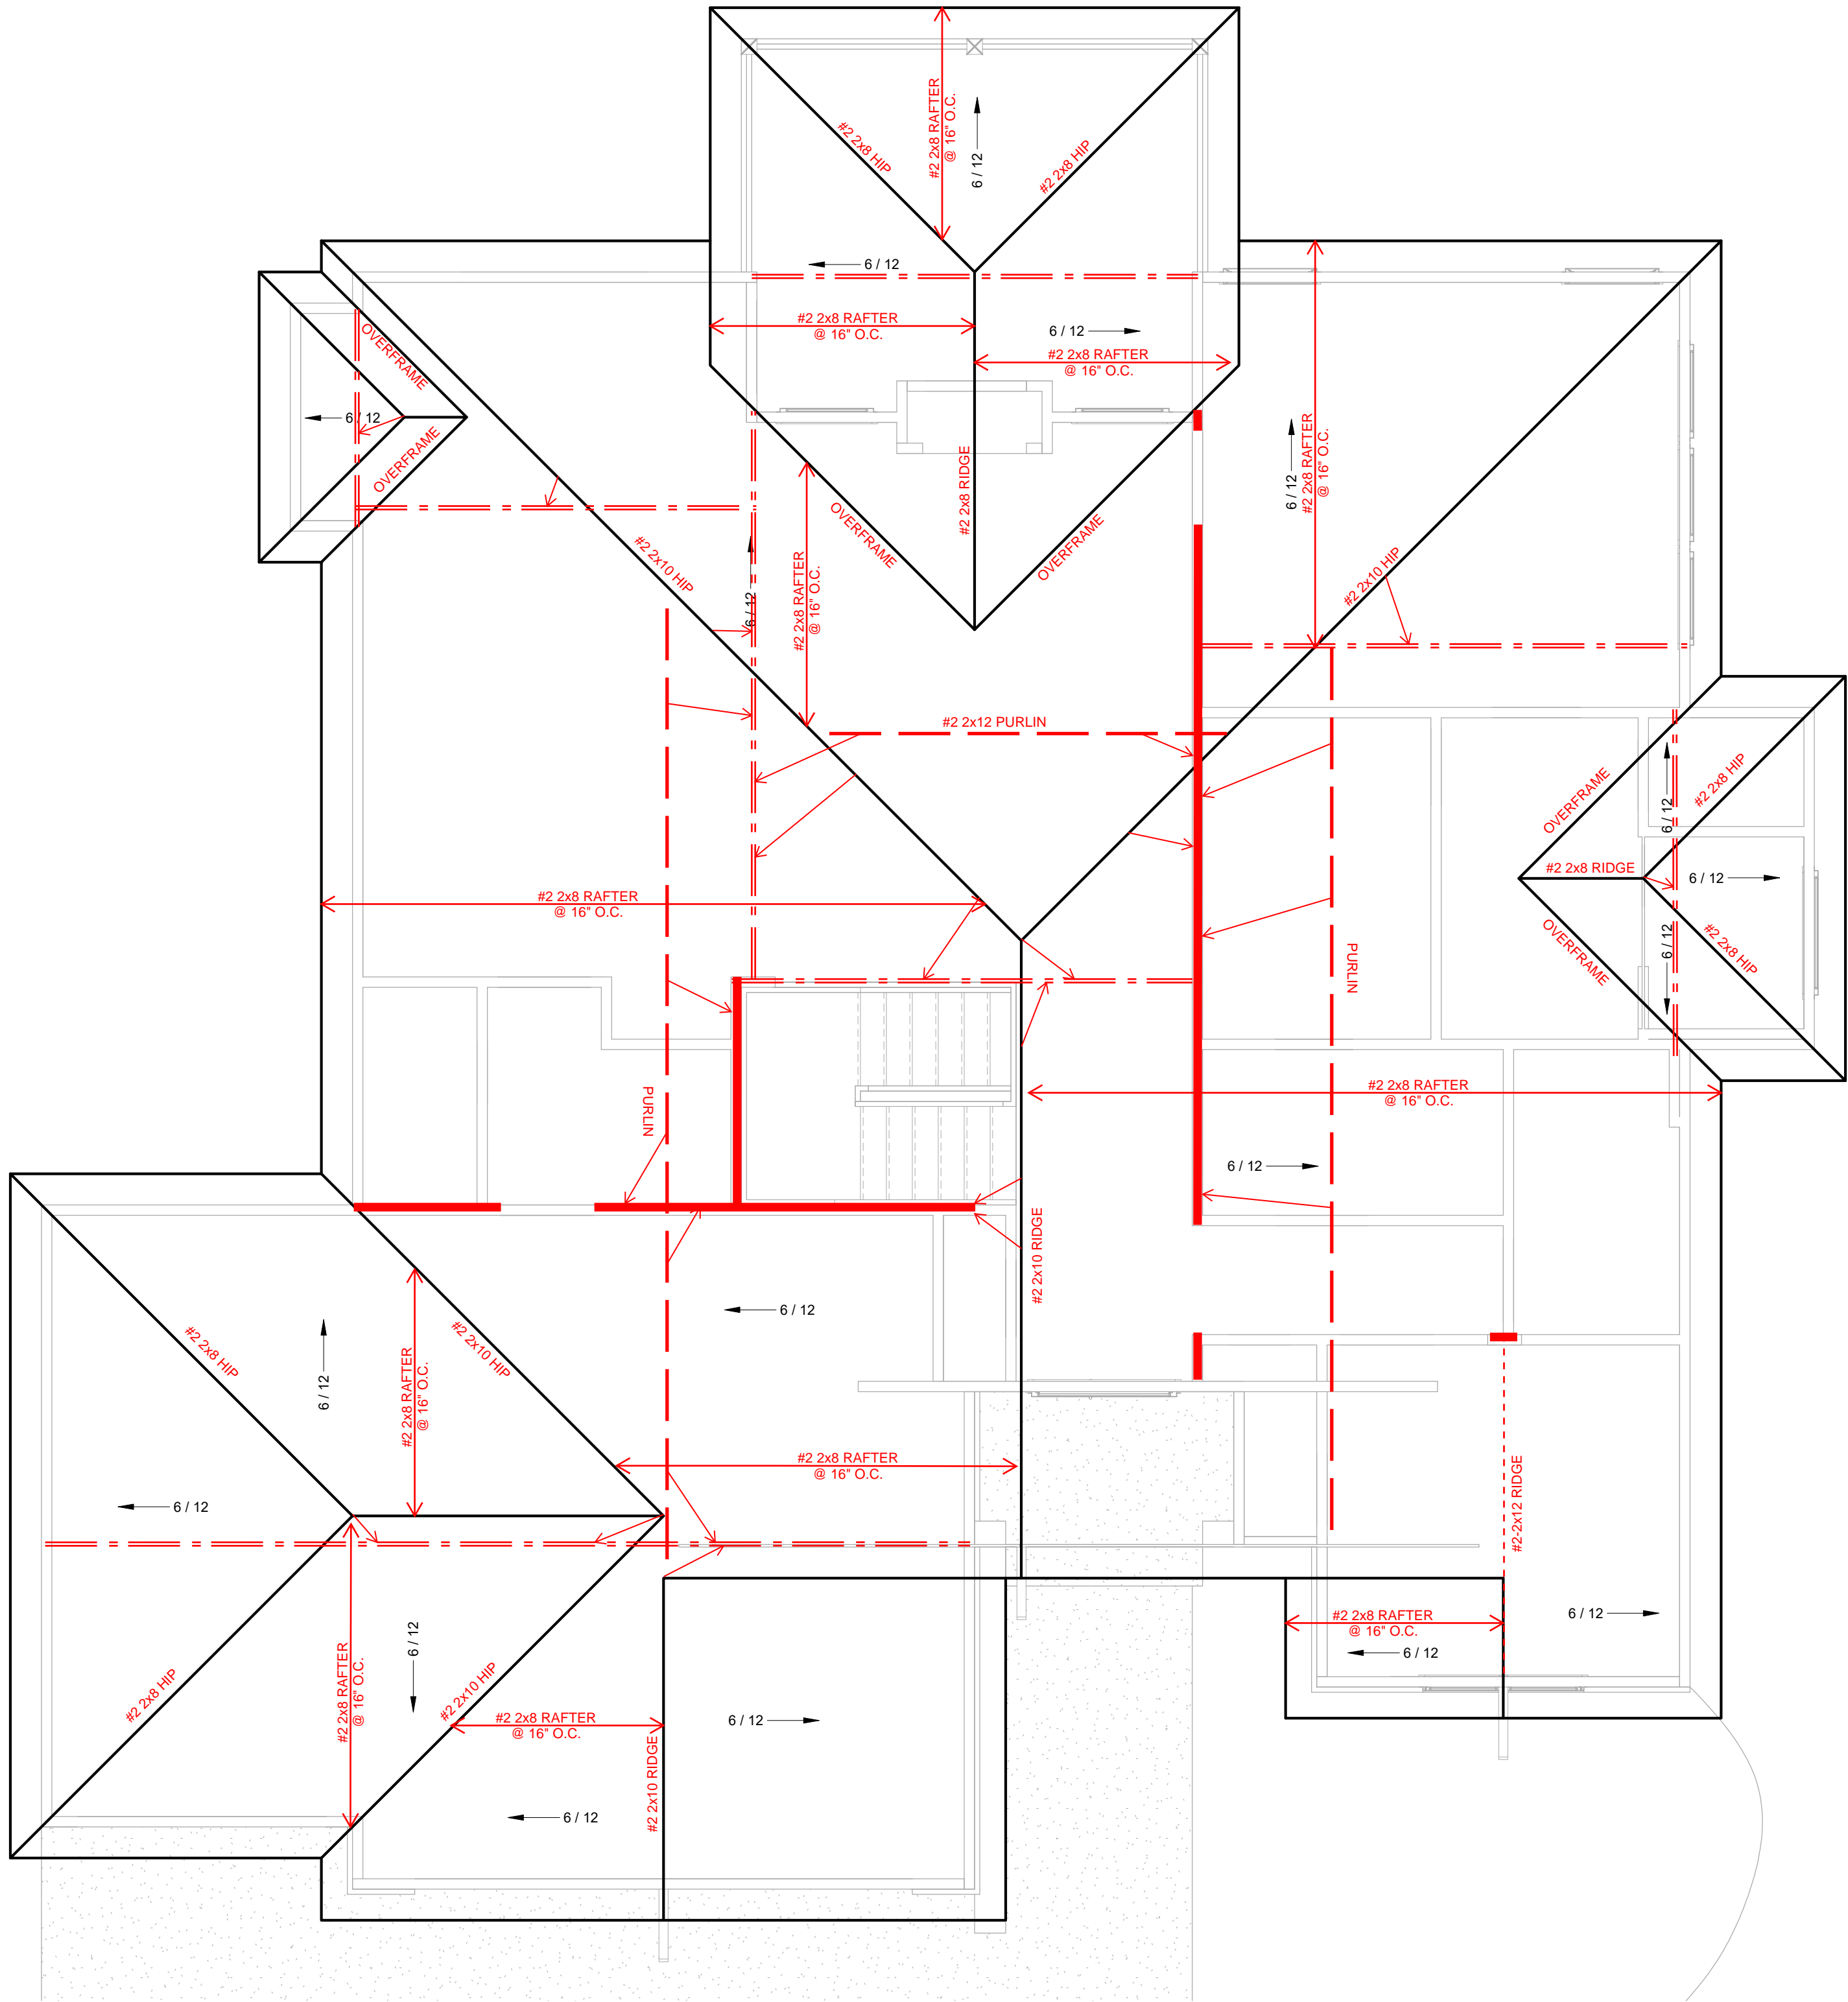 #2 2x8 RAFTER
@ 16" O.C.
#2 2x8 HIP
#2 2x8 HIP
6 / 12
6 / 12
#2 2x8 RAFTER
@ 16" O.C.
6 / 12
#2 2x8 RAFTER
@ 16" O.C.
OVERFRAME
6 / 12
OVERFRAME
#2 2x8 RIDGE
6 / 12
#2 2x8 RAFTER
@ 16" O.C.
#2 2x10 HIP
6 / 12
#2 2x8 RAFTER
@ 16" O.C.
OVERFRAME
OVERFRAME
#2 2x10 HIP
#2 2x12 PURLIN
OVERFRAME
6 / 12
#2 2x8 HIP
#2 2x8 RIDGE
6 / 12
#2 2x8 RAFTER
@ 16" O.C.
OVERFRAME
6 / 12
#2 2x8 HIP
PURLIN
PURLIN
#2 2x8 RAFTER
@ 16" O.C.
6 / 12
#2 2x10 RIDGE
6 / 12
#2 2x8 HIP
#2 2x10 HIP
6 / 12
#2 2x8 RAFTER
@ 16" O.C.
#2 2x8 RAFTER
@ 16" O.C.
6 / 12
#2-2x12 RIDGE
#2 2x8 RAFTER
@ 16" O.C.
6 / 12
6 / 12
6 / 12
#2 2x8 RAFTER
@ 16" O.C.
#2 2x8 HIP
#2 2x10 HIP
#2 2x8 RAFTER
@ 16" O.C.
6 / 12
#2 2x10 RIDGE
6 / 12